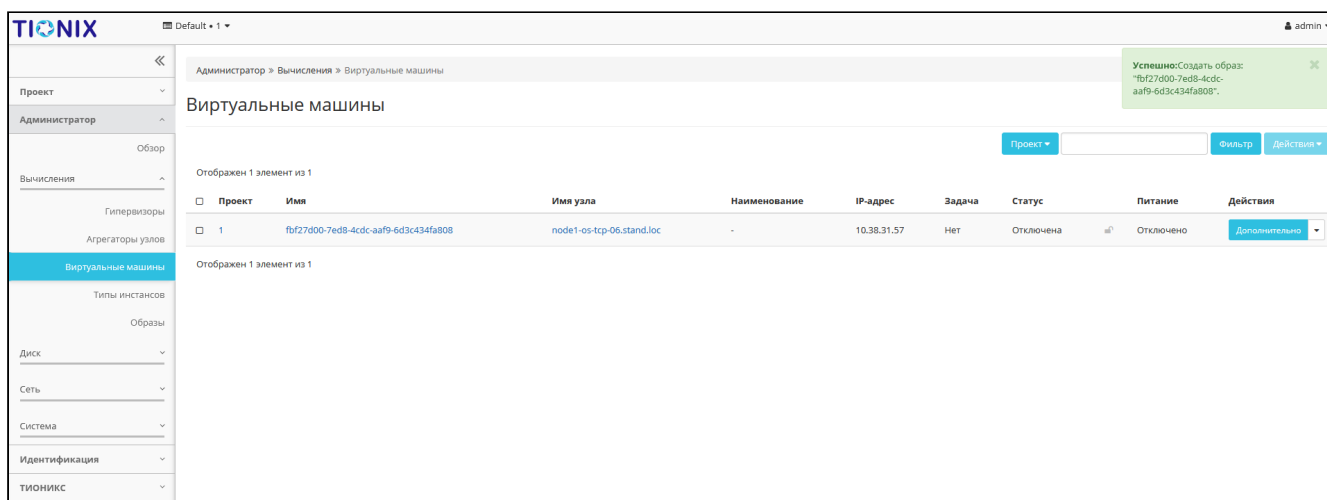 TIONIX
Default • 1
admin
Администратор » Вычисления » Виртуальные машины
Успешно:Создать образ:
"fbf27d00-7ed8-4cdc-
aaf9-6d3c434fa808".
Проект
Администратор
Обзор
Вычисления
Гипервизоры
Агрегаторы узлов
Виртуальные машины
Типы инстансов
Образы
Диск
Сеть
Система
Идентификация
ТИОНИКС
Виртуальные машины
Проект Фильтр Действия
Отображен 1 элемент из 1
Проект Имя Имя узла Наименование IP-адрес Задача Статус Питание Действия
1 fbf27d00-7ed8-4cdc-aaf9-6d3c434fa808 node1-os-tcp-06.stand.loc - 10.38.31.57 Нет Отключена Отключено Дополнительно
Отображен 1 элемент из 1